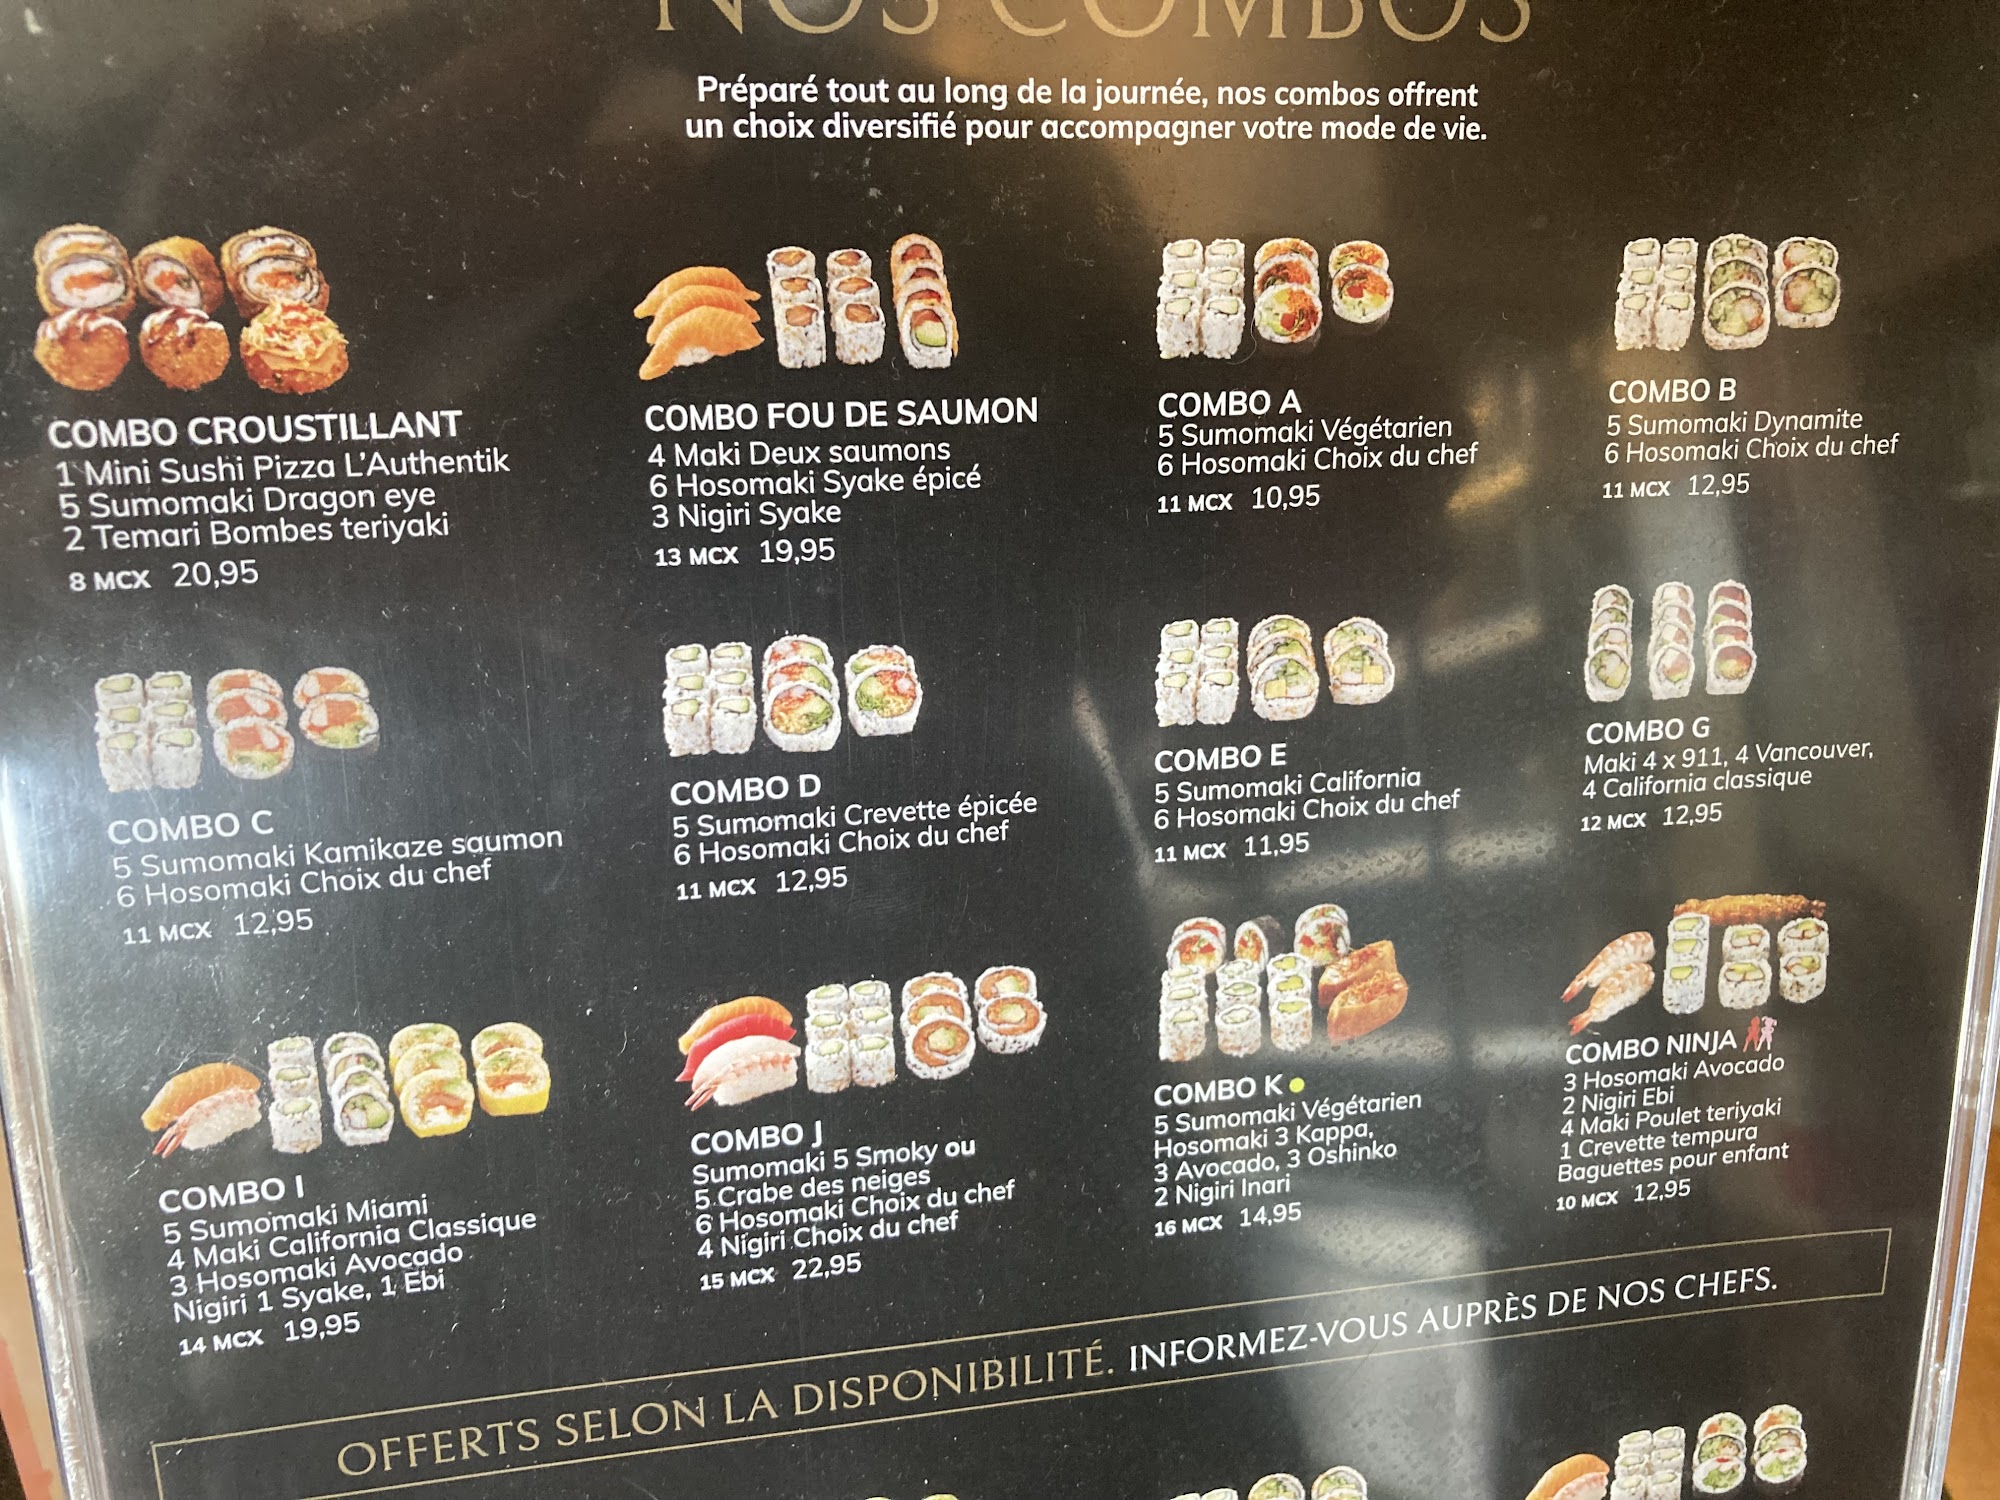 NOS COMBOS
Préparé tout au long de la journée, nos combos offrent
un choix diversifié pour accompagner votre mode de vie.
COMBO CROUSTILLANT
1 Mini Sushi Pizza L'Authentik
5 Sumomaki Dragon eye
2 Temari Bombes teriyaki
8 MCX 20,95
COMBO FOU DE SAUMON
4 Maki Deux saumons
6 Hosomaki Syake épicé
3 Nigiri Syake
13 MCX 19,95
COMBO A
5 Sumomaki Végétarien
6 Hosomaki Choix du chef
11 MCX 10,95
COMBO B
5 Sumomaki Dynamite
6 Hosomaki Choix du chef
11 MCX 12,95
COMBO C
5 Sumomaki Kamikaze saumon
6 Hosomaki Choix du chef
11 MCX 12,95
COMBO D
5 Sumomaki Crevette épicée
6 Hosomaki Choix du chef
11 MCX 12,95
COMBO E
5 Sumomaki California
6 Hosomaki Choix du chef
11 MCX 11,95
COMBO G
Maki 4 x 911, 4 Vancouver,
4 California classique
12 MCX 12,95
COMBO I
5 Sumomaki Miami
4 Maki California Classique
3 Hosomaki Avocado
Nigiri 1 Syake, 1 Ebi
14 MCX 19,95
COMBO J
Sumomaki 5 Smoky ou
5 Crabe des neiges
6 Hosomaki Choix du chef
4 Nigiri Choix du chef
15 MCX 22,95
COMBO K
5 Sumomaki Végétarien
Hosomaki 3 Kappa,
3 Avocado, 3 Oshinko
2 Nigiri Inari
16 MCX 14,95
COMBO NINJA
3 Hosomaki Avocado
2 Nigiri Ebi
4 Maki Poulet teriyaki
1 Crevette tempura
Baguettes pour enfant
10 MCX 12,95
OFFERTS SELON LA DISPONIBILITÉ. INFORMEZ-VOUS AUPRÈS DE NOS CHEFS.